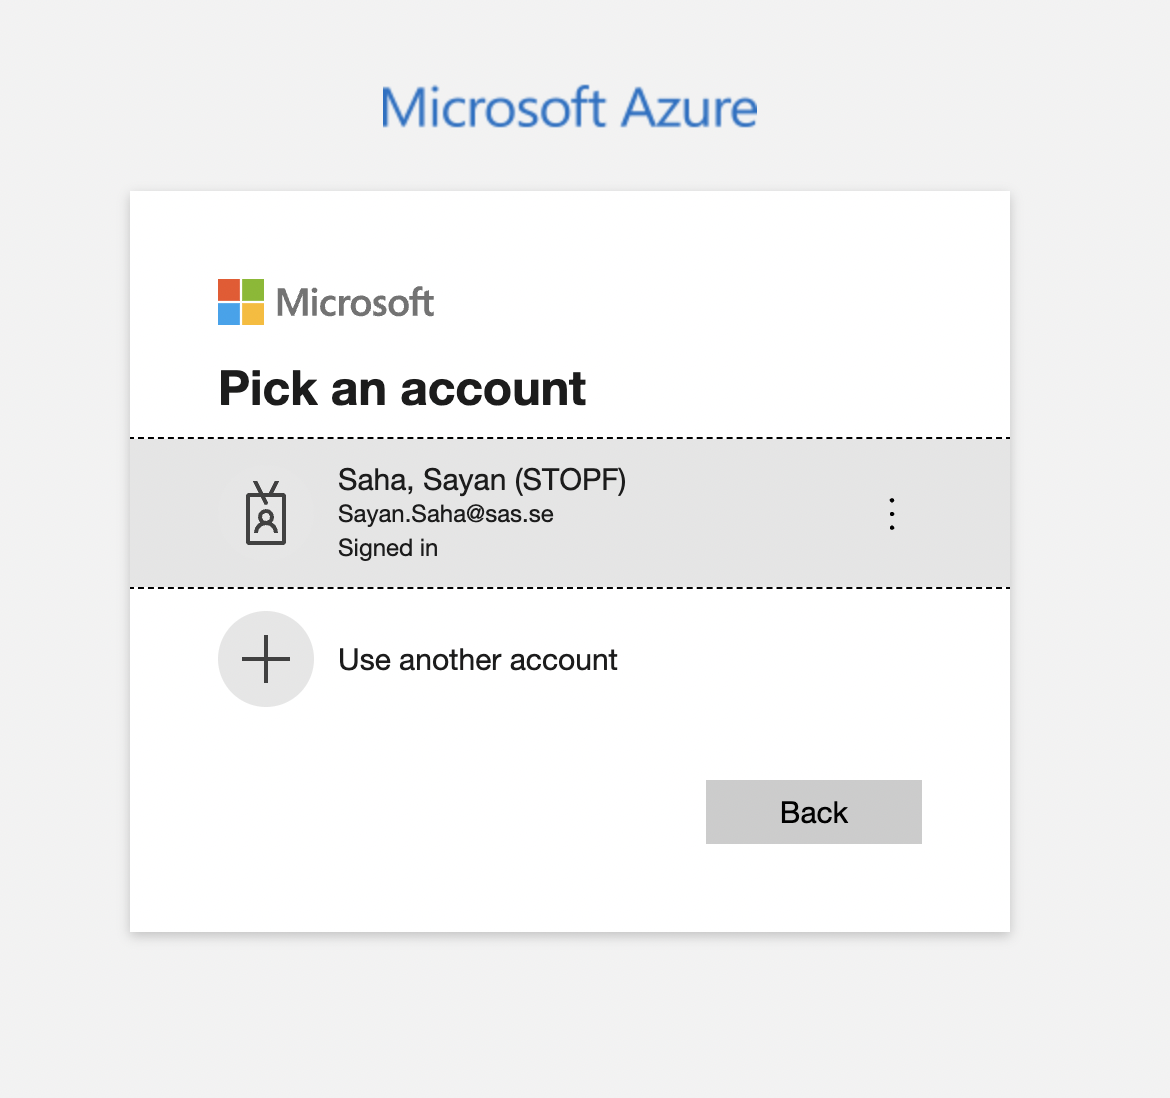 Microsoft Azure
Microsoft
Pick an account
Saha, Sayan (STOPF)
Sayan.Saha@sas.se
Signed in
Use another account
Back